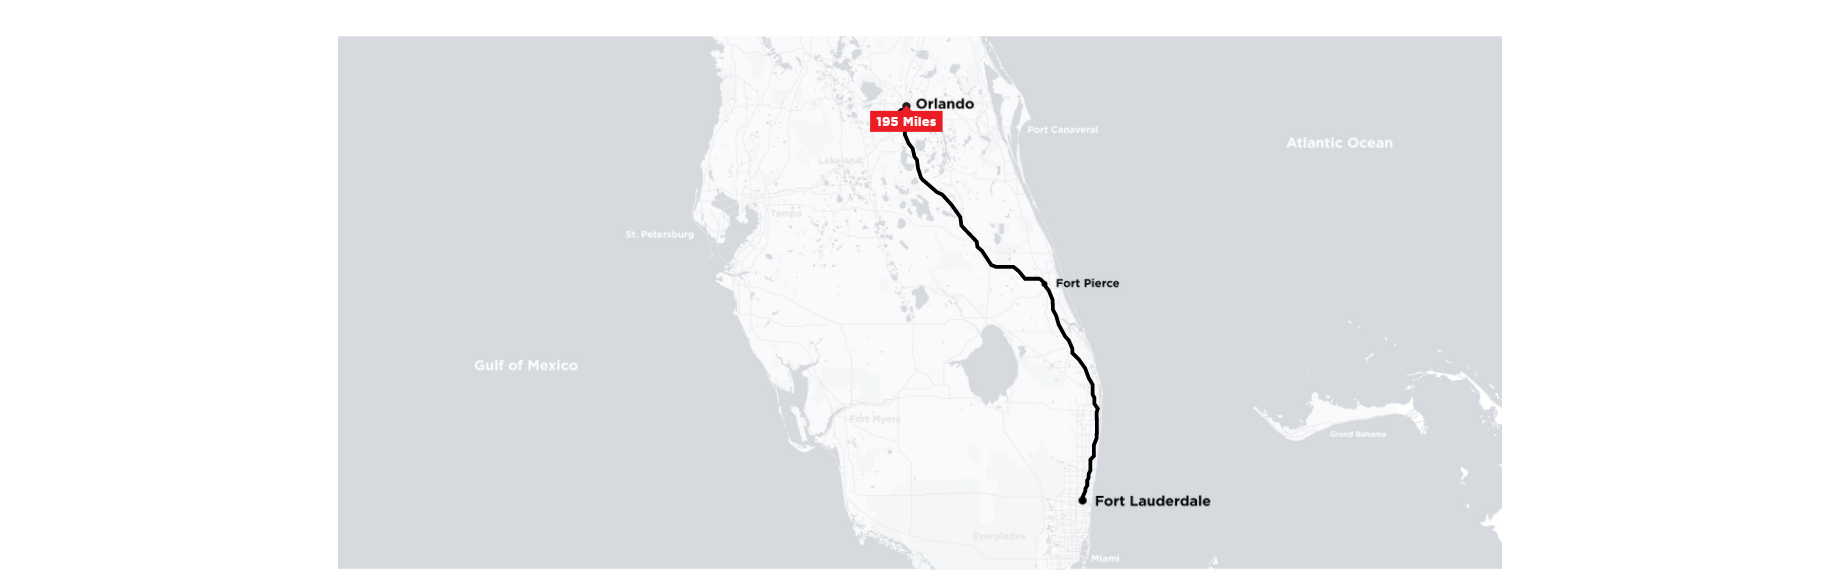 Orlando
195 Miles
Port Canaveral
Atlantic Ocean
Lakeland
Tampa
St. Petersburg
Fort Pierce
Gulf of Mexico
Fort Myers
Grand Bahama
Fort Lauderdale
Everglades
Miami